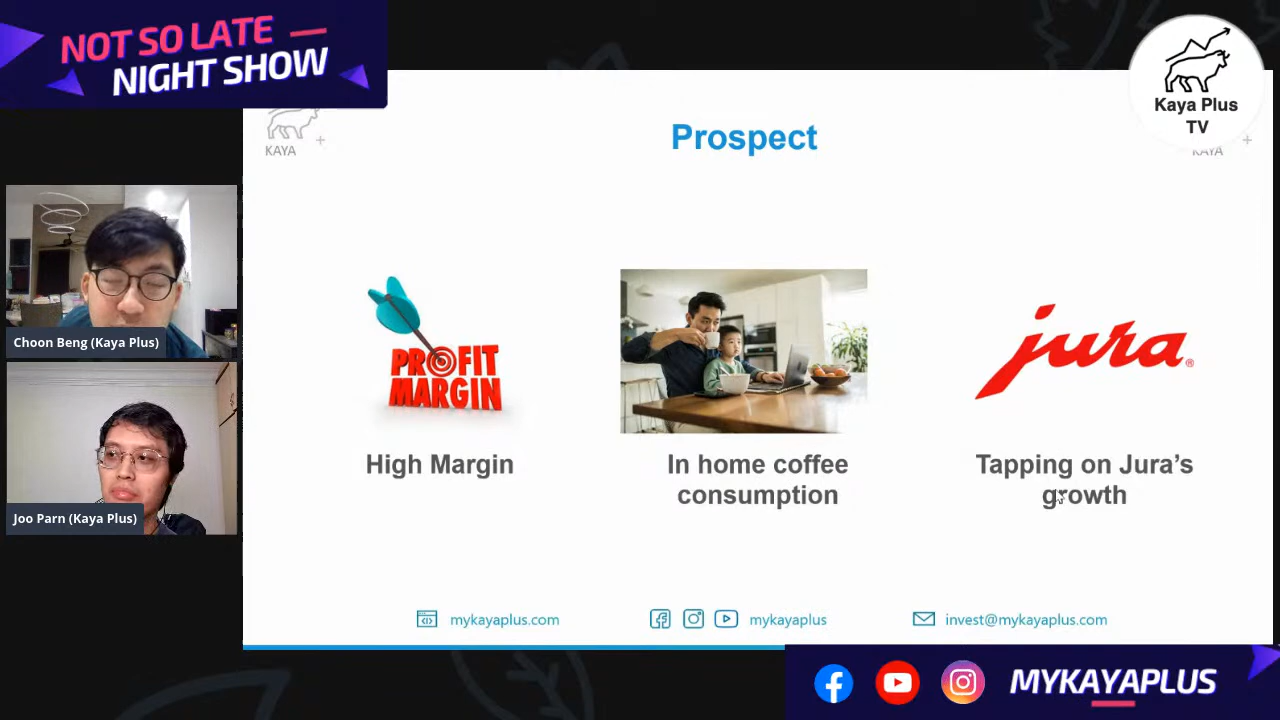 NOT SO LATE
NIGHT SHOW
Kaya Plus
TV
KAYA
KAYA
Prospect
Choon Beng (Kaya Plus)
Joo Parn (Kaya Plus)
PROFIT
MARGIN
jura®
High Margin
In home coffee
consumption
Tapping on Jura's
growth
mykayaplus.com
mykayaplus
invest@mykayaplus.com
MYKAYAPLUS